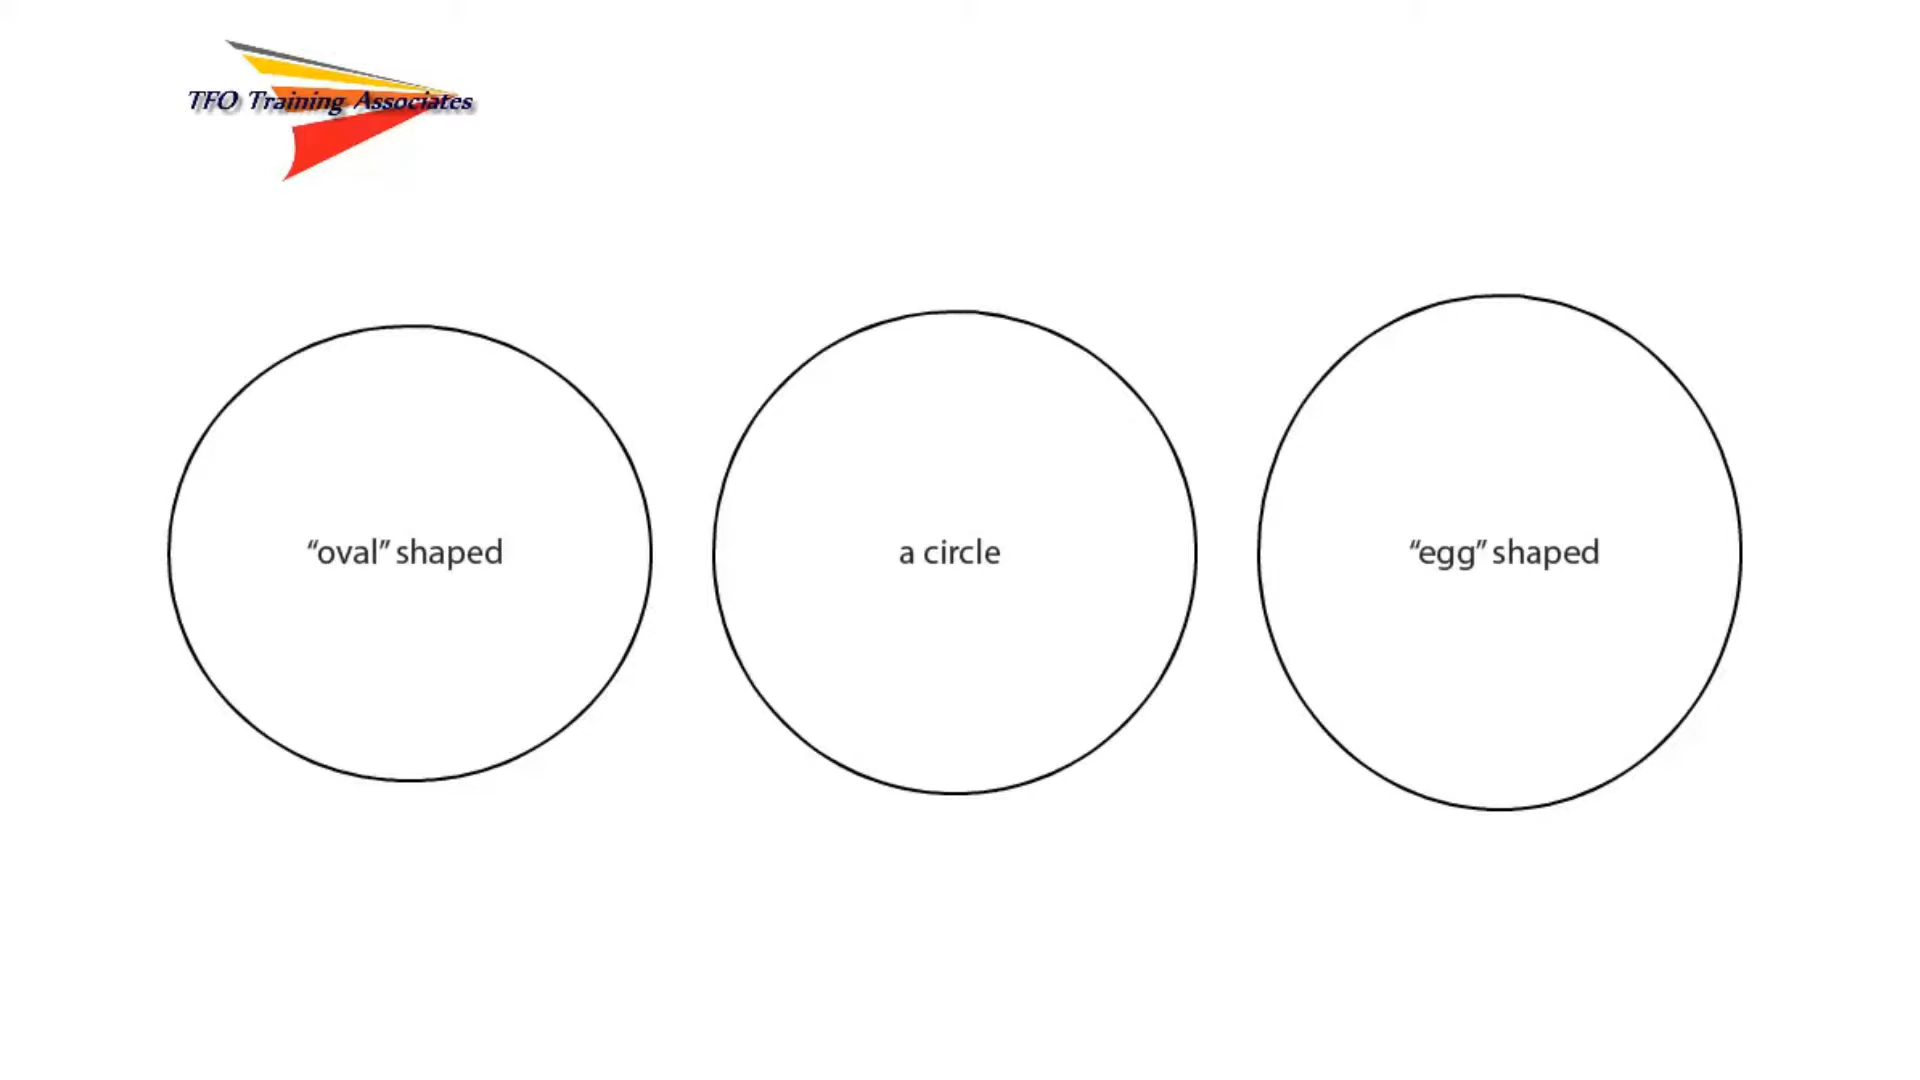 TFO Training Associates
“oval” shaped
a circle
“egg” shaped